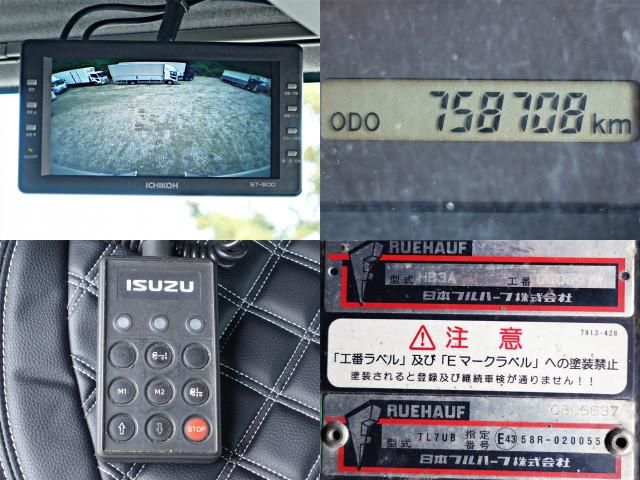 ICHIKOH
ST-1500
ODO 758708 km
ISUZU
M1 M2
STOP
RUEHAUF
型式 HB3A 工番
日本フルハーフ株式会社
7913-428
注意
「工番ラベル」及び「Eマークラベル」への塗装禁止
塗装されると登録及び継続車検が通りません!!
RUEHAUF
型式 TL7UB 指定番号 E43 58R-020055
日本フルハーフ株式会社